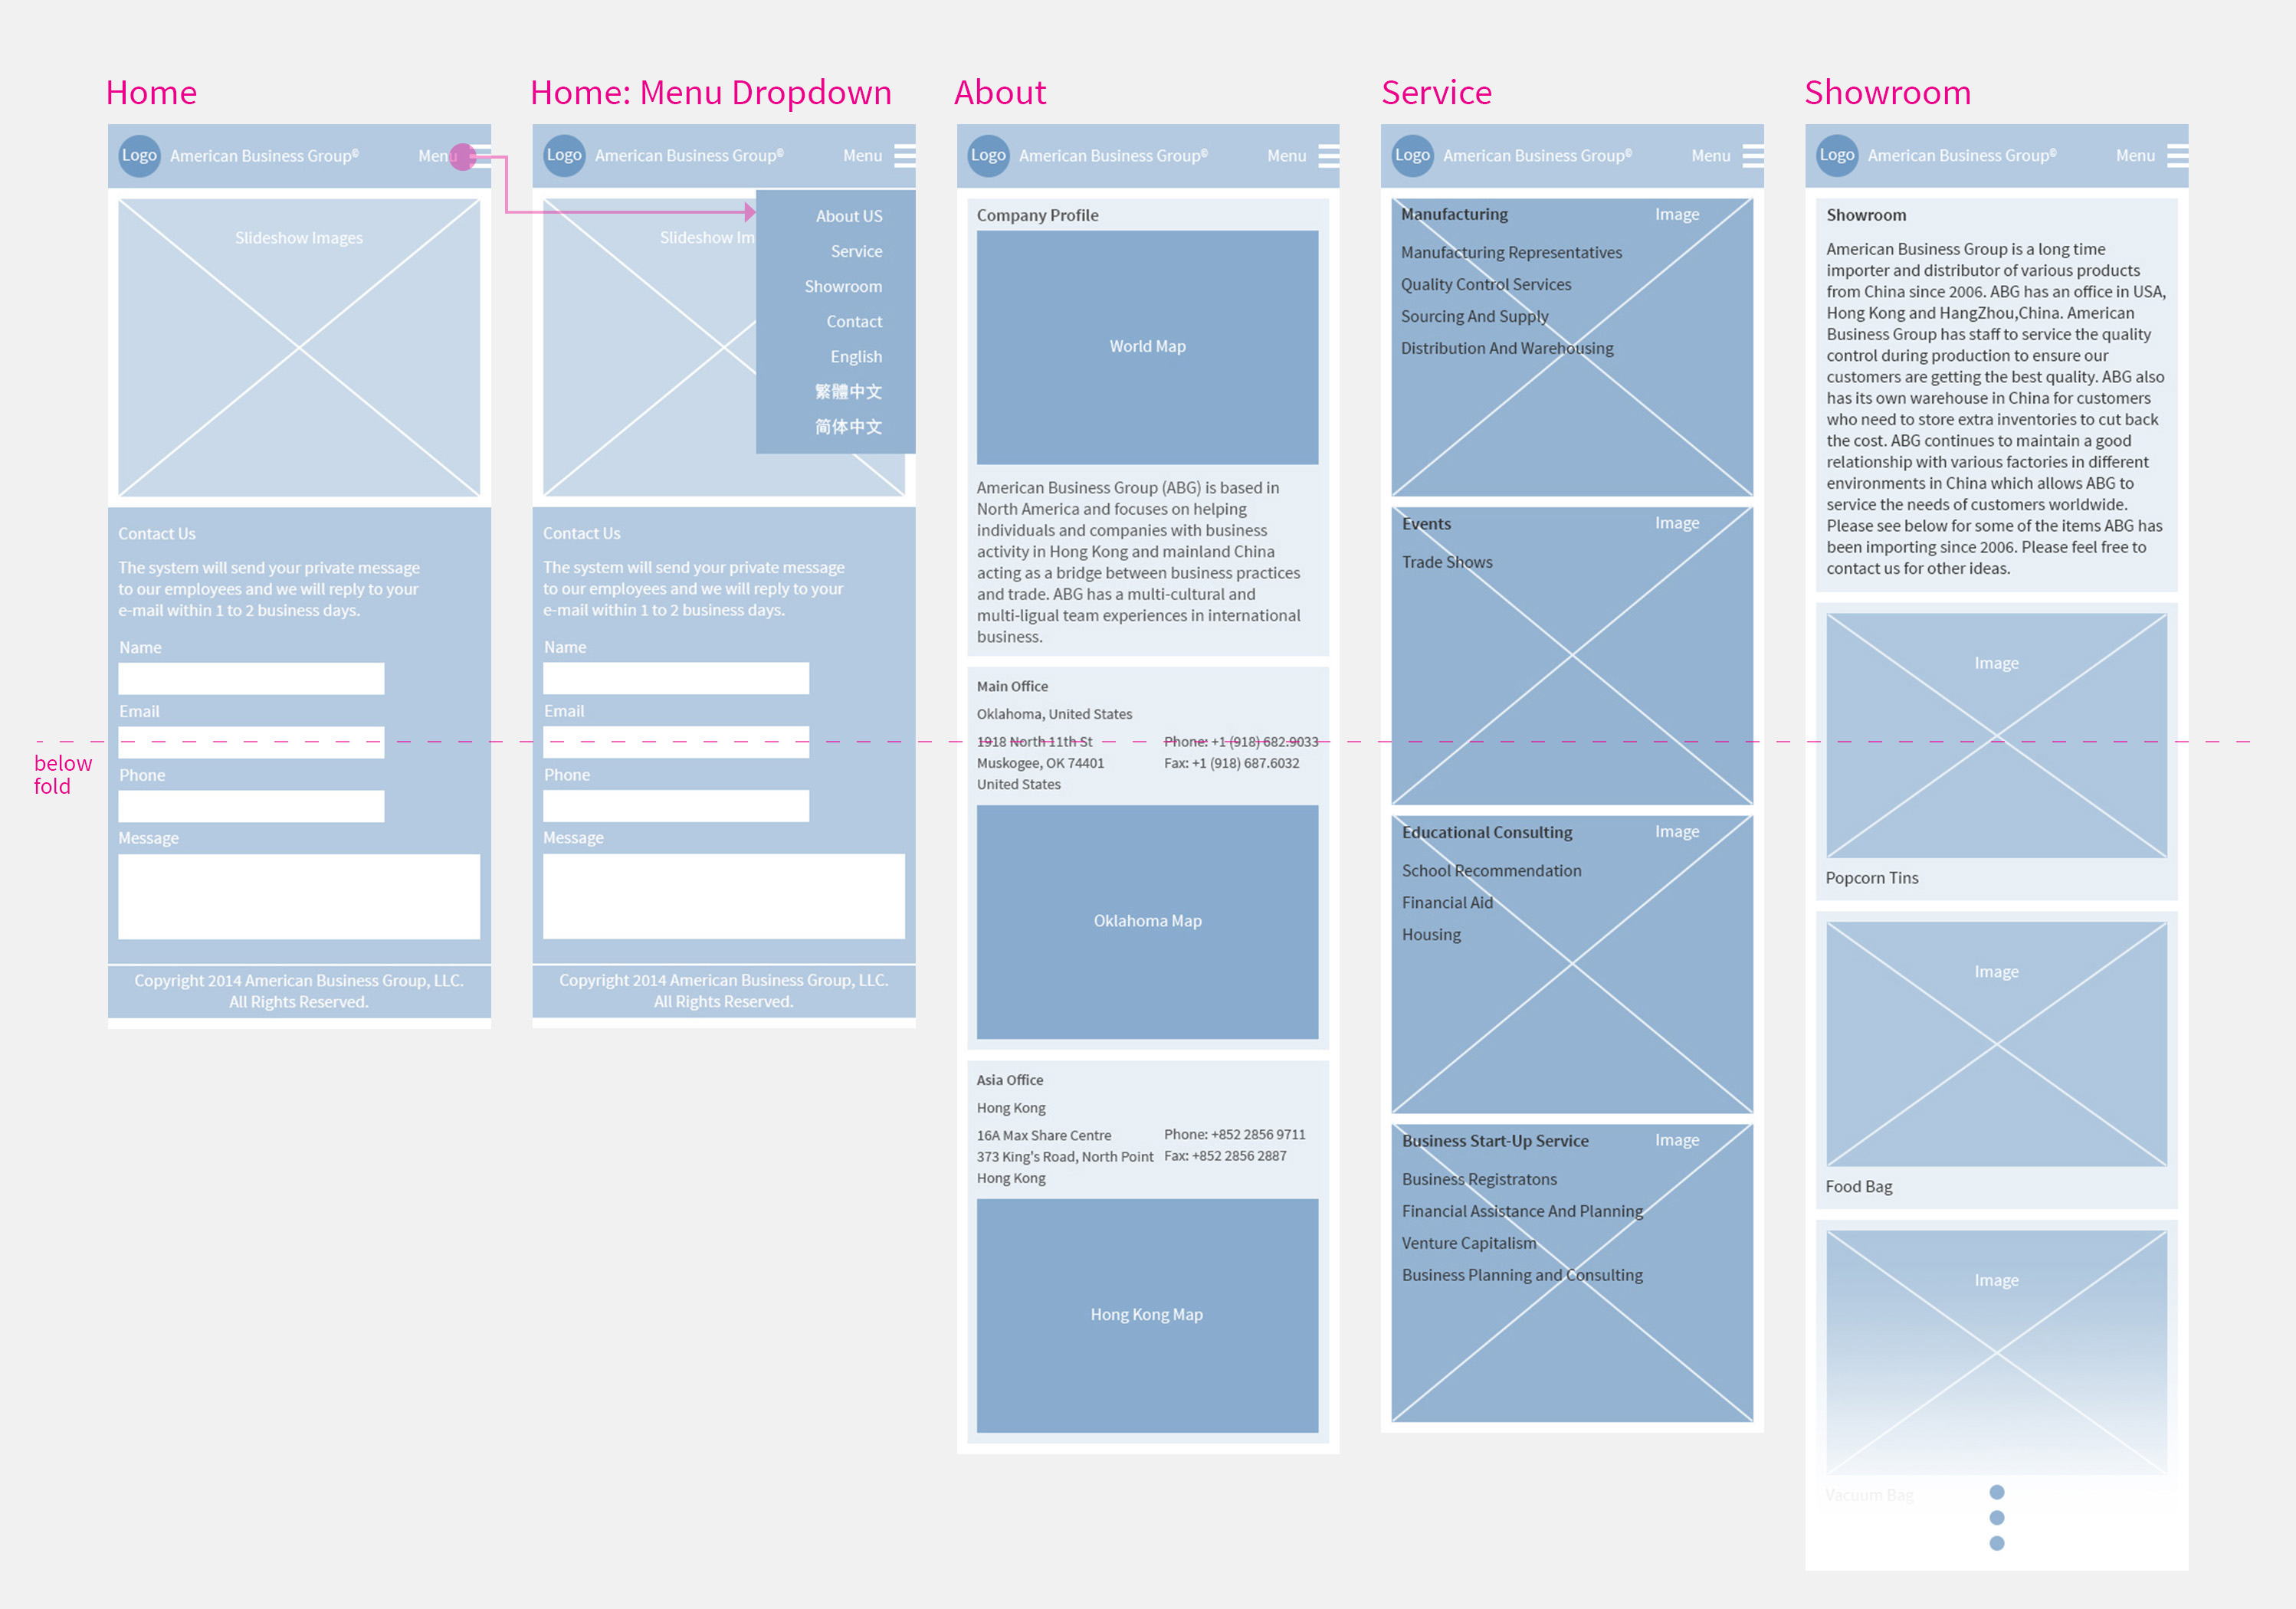 Home
Logo American Business Group® Menu
Slideshow Images
Contact Us
The system will send your private message
to our employees and we will reply to your
e-mail within 1 to 2 business days.
Name
Email
Phone
Message
Copyright 2014 American Business Group, LLC.
All Rights Reserved.
below
fold
Home: Menu Dropdown
Logo American Business Group® Menu
Slideshow Im
About US
Service
Showroom
Contact
English
繁體中文
简体中文
Contact Us
The system will send your private message
to our employees and we will reply to your
e-mail within 1 to 2 business days.
Name
Email
Phone
Message
Copyright 2014 American Business Group, LLC.
All Rights Reserved.
About
Logo American Business Group® Menu
Company Profile
World Map
American Business Group (ABG) is based in
North America and focuses on helping
individuals and companies with business
activity in Hong Kong and mainland China
acting as a bridge between business practices
and trade. ABG has a multi-cultural and
multi-ligual team experiences in international
business.
Main Office
Oklahoma, United States
1918 North 11th St Phone: +1 (918) 682.9033
Muskogee, OK 74401 Fax: +1 (918) 687.6032
United States
Oklahoma Map
Asia Office
Hong Kong
16A Max Share Centre Phone: +852 2856 9711
373 King's Road, North Point Fax: +852 2856 2887
Hong Kong
Hong Kong Map
Service
Logo American Business Group® Menu
Manufacturing Image
Manufacturing Representatives
Quality Control Services
Sourcing And Supply
Distribution And Warehousing
Events Image
Trade Shows
Educational Consulting Image
School Recommendation
Financial Aid
Housing
Business Start-Up Service Image
Business Registratons
Financial Assistance And Planning
Venture Capitalism
Business Planning and Consulting
Showroom
Logo American Business Group® Menu
Showroom
American Business Group is a long time
importer and distributor of various products
from China since 2006. ABG has an office in USA,
Hong Kong and HangZhou,China. American
Business Group has staff to service the quality
control during production to ensure our
customers are getting the best quality. ABG also
has its own warehouse in China for customers
who need to store extra inventories to cut back
the cost. ABG continues to maintain a good
relationship with various factories in different
environments in China which allows ABG to
service the needs of customers worldwide.
Please see below for some of the items ABG has
been importing since 2006. Please feel free to
contact us for other ideas.
Image
Popcorn Tins
Image
Food Bag
Image
Vacuum Bag